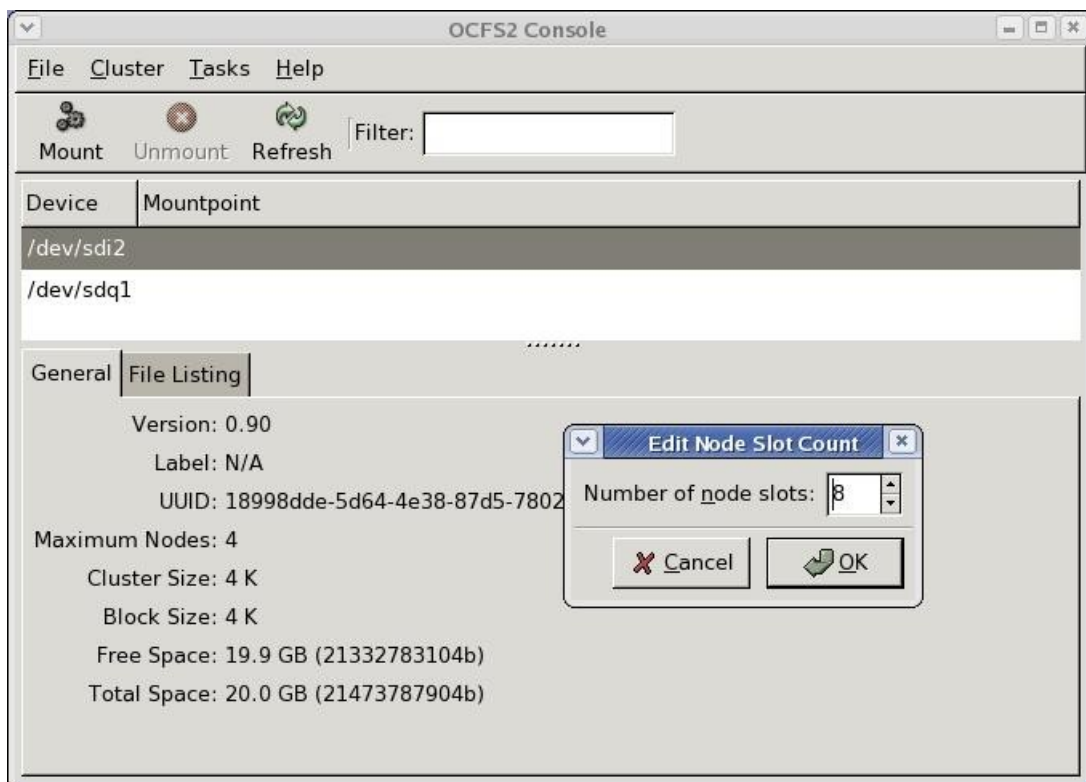 OCFS2 Console
File Cluster Tasks Help
Mount Unmount Refresh Filter:
Device Mountpoint
/dev/sdi2
/dev/sdq1
General File Listing
Version: 0.90
Label: N/A
UUID: 18998dde-5d64-4e38-87d5-7802
Maximum Nodes: 4
Cluster Size: 4 K
Block Size: 4 K
Free Space: 19.9 GB (21332783104b)
Total Space: 20.0 GB (21473787904b)
Edit Node Slot Count
Number of node slots: 8
Cancel OK